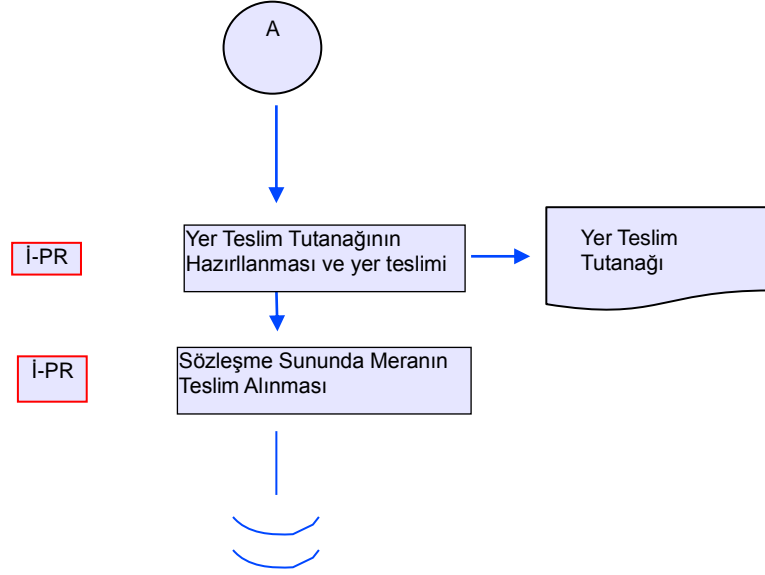 A
İ-PR
Yer Teslim Tutanağının
Hazırllanması ve yer teslimi
Yer Teslim
Tutanağı
İ-PR
Sözleşme Sununda Meranın
Teslim Alınması